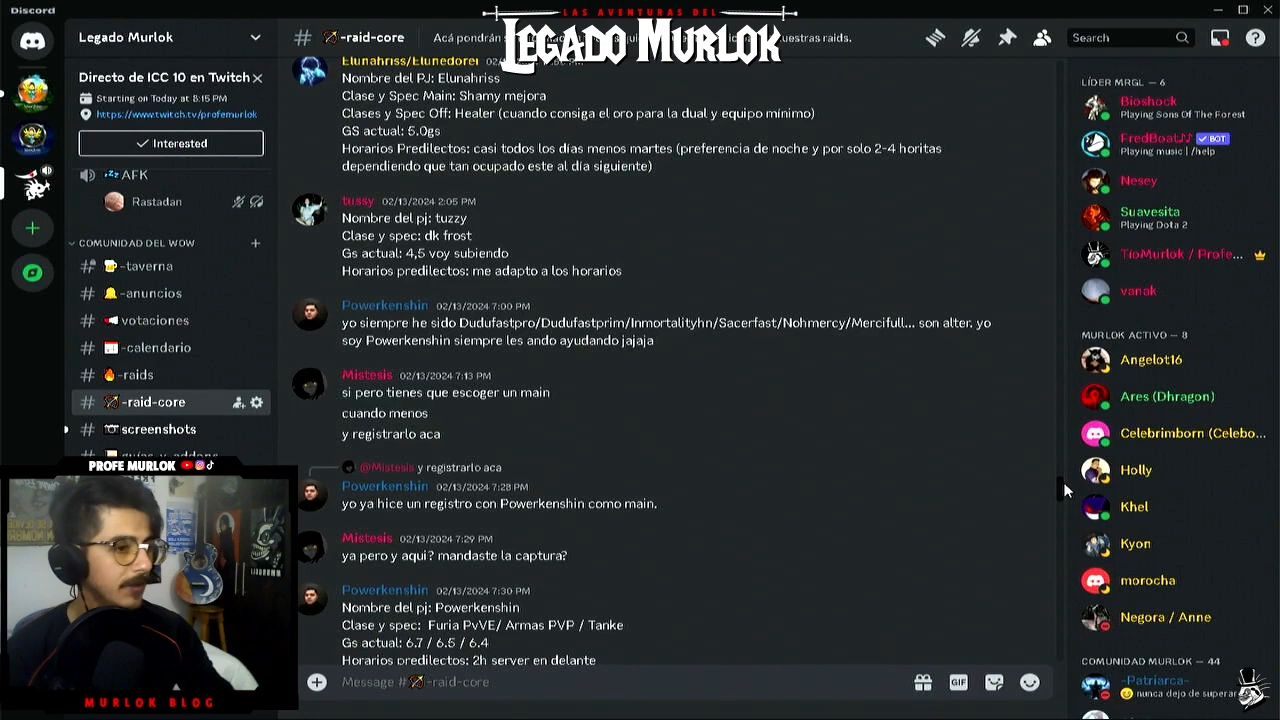 Discord
LAS AVENTURAS DEL
LEGADO MURLOK
Legado Murlok
-raid-core
Acá pondrán
uestras raids.
Search
Directo de ICC 10 en Twitch
Starting on Today at 8:15 PM
https://www.twitch.tv/profemurlok
Interested
AFK
Rastadan
COMUNIDAD DEL WOW
-taverna
-anuncios
votaciones
-calendario
-raids
-raid-core
screenshots
PROFE MURLOK
MURLOK BLOG
Elunahriss/Elunedorei
Nombre del PJ: Elunahriss
Clase y Spec Main: Shamy mejora
Clases y Spec Off: Healer (cuando consiga el oro para la dual y equipo mínimo)
GS actual: 5.0gs
Horarios Predilectos: casi todos los días menos martes (preferencia de noche y por solo 2-4 horitas
dependiendo que tan ocupado este al día siguiente)
tussy 02/13/2024 2:05 PM
Nombre del pj: tuzzy
Clase y spec: dk frost
Gs actual: 4,5 voy subiendo
Horarios predilectos: me adapto a los horarios
Powerkenshin 02/13/2024 7:00 PM
yo siempre he sido Dudufastpro/Dudufastprim/Inmortalityhn/Sacerfast/Nohmercy/Mercifull... son alter. yo
soy Powerkenshin siempre les ando ayudando jajaja
Mistesis 02/13/2024 7:13 PM
si pero tienes que escoger un main
cuando menos
y registrarlo aca
@Mistesis y registrarlo aca
Powerkenshin 02/13/2024 7:28 PM
yo ya hice un registro con Powerkenshin como main.
Mistesis 02/13/2024 7:29 PM
ya pero y aqui? mandaste la captura?
Powerkenshin 02/13/2024 7:30 PM
Nombre del pj: Powerkenshin
Clase y spec: Furia PvVE/ Armas PVP / Tanke
Gs actual: 6.7 / 6.5 / 6.4
Horarios predilectos: 2h server en delante
Message # -raid-core
GIF
LÍDER MRGL — 6
Bioshock
Playing Sons Of The Forest
FredBoat♪♪ BOT
Playing music | /help
Nesey
Suavesita
Playing Dota 2
TíoMurlok / Profe...
vanak
MURLOK ACTIVO — 8
Angelot16
Ares (Dhragon)
Celebrimborn (Celebo...
Holly
Khel
Kyon
morocha
Negora / Anne
COMUNIDAD MURLOK — 44
-Patriarca-
nunca dejo de superar